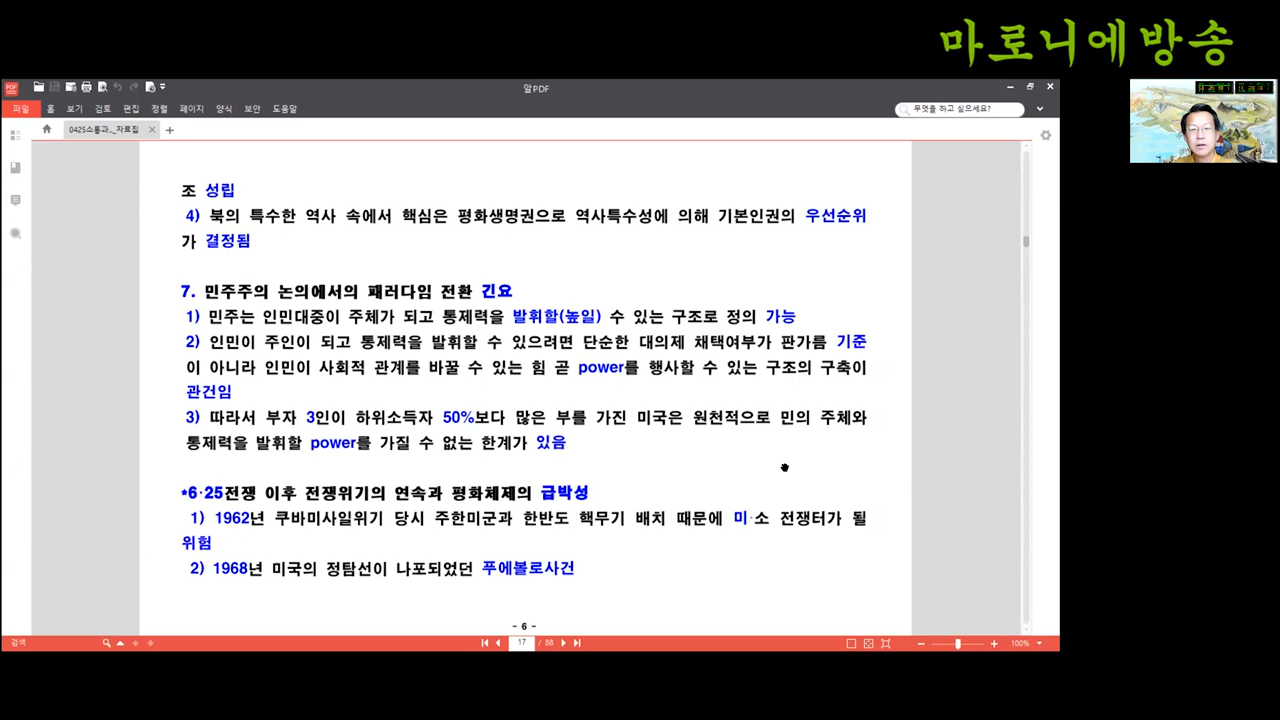 마로니에방송
알PDF
파일 홈 보기 검토 편집 정렬 페이지 양식 보안 도움말
무엇을 하고 싶으세요?
0425소통과_자료집
조 성립
4) 북의 특수한 역사 속에서 핵심은 평화생명권으로 역사특수성에 의해 기본인권의 우선순위
가 결정됨
7. 민주주의 논의에서의 패러다임 전환 긴요
1) 민주는 인민대중이 주체가 되고 통제력을 발휘할(높일) 수 있는 구조로 정의 가능
2) 인민이 주인이 되고 통제력을 발휘할 수 있으려면 단순한 대의제 채택여부가 판가름 기준
이 아니라 인민이 사회적 관계를 바꿀 수 있는 힘 곧 power를 행사할 수 있는 구조의 구축이
관건임
3) 따라서 부자 3인이 하위소득자 50%보다 많은 부를 가진 미국은 원천적으로 민의 주체와
통제력을 발휘할 power를 가질 수 없는 한계가 있음
*6·25전쟁 이후 전쟁위기의 연속과 평화체제의 급박성
1) 1962년 쿠바미사일위기 당시 주한미군과 한반도 핵무기 배치 때문에 미·소 전쟁터가 될
위험
2) 1968년 미국의 정탐선이 나포되었던 푸에볼로사건
- 6 -
검색
17 / 88
100%